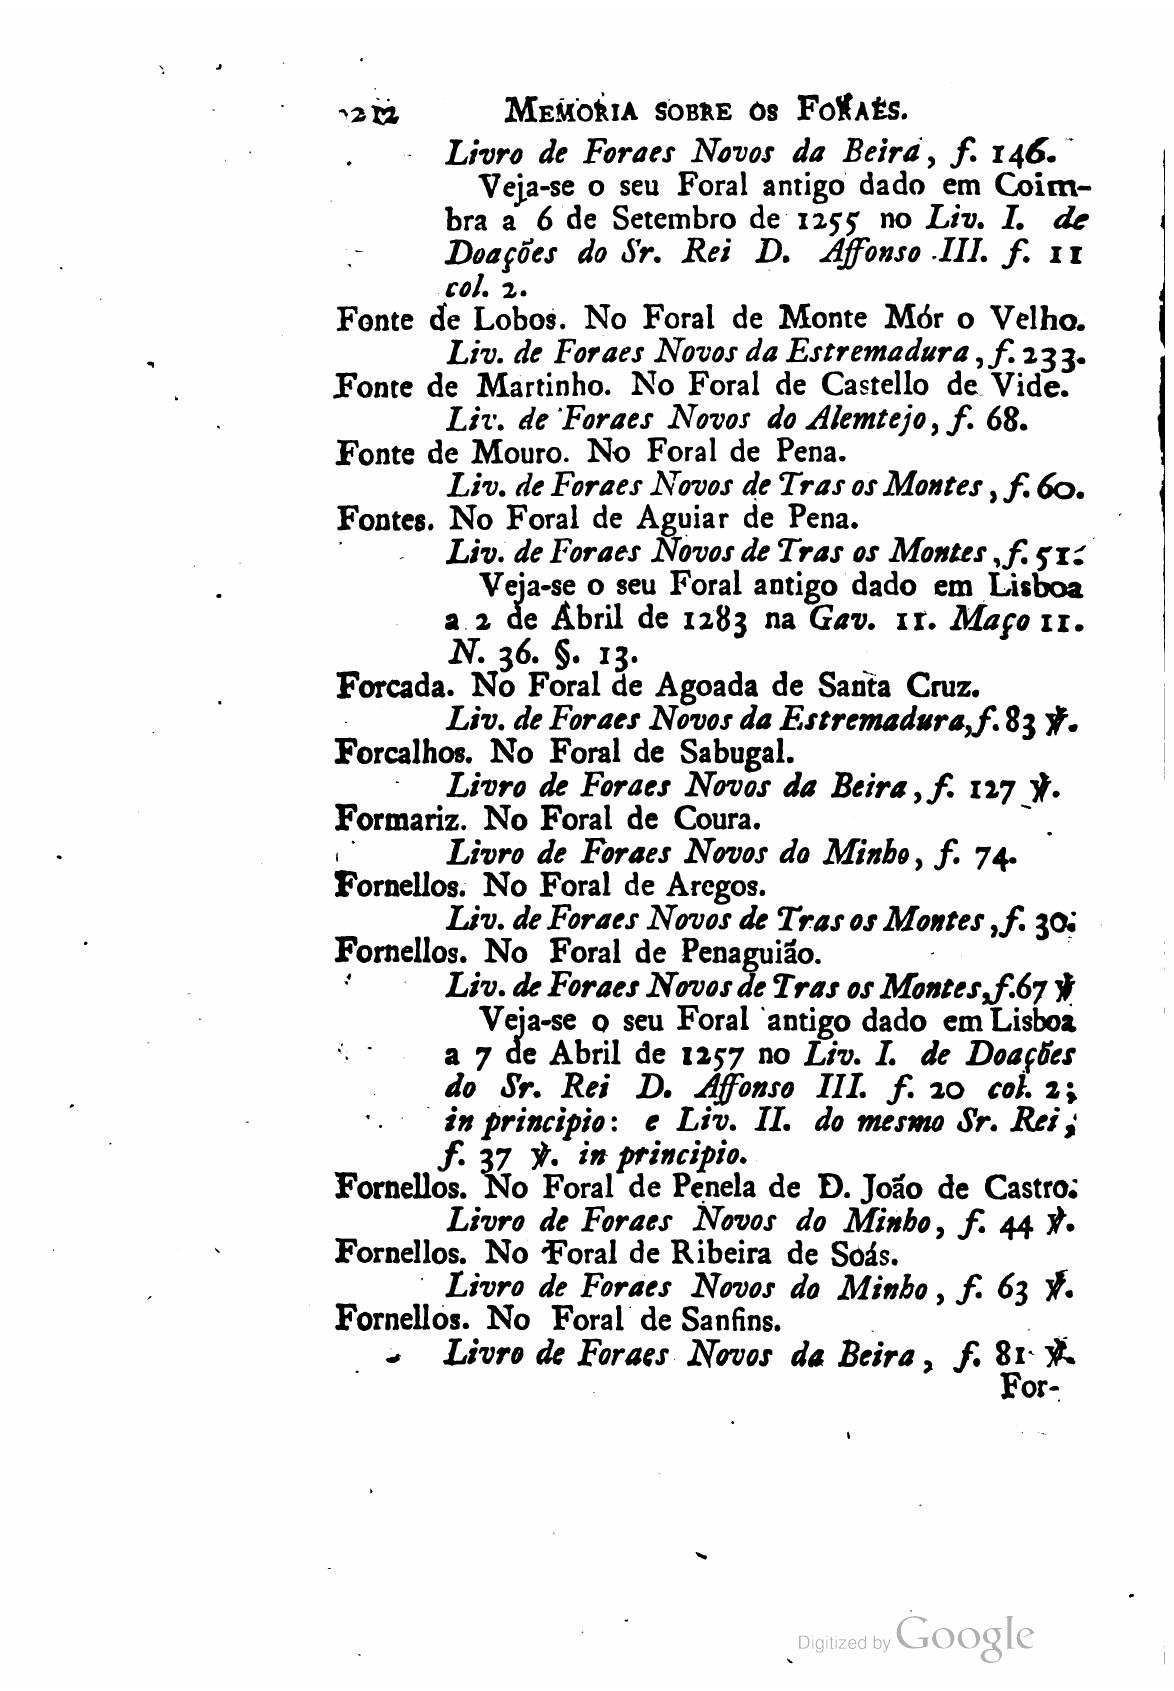 212 MEMORIA SOBRE OS FORAES.
Livro de Foraes Novos da Beira, f. 146.
Veja-se o seu Foral antigo dado em Coim-
bra a 6 de Setembro de 1255 no Liv. I. de
Doações do Sr. Rei D. Affonso III. f. 11
col. 2.
Fonte de Lobos. No Foral de Monte Mór o Velho.
Liv. de Foraes Novos da Estremadura, f. 233.
Fonte de Martinho. No Foral de Castello de Vide.
Liv. de Foraes Novos do Alemtejo, f. 68.
Fonte de Mouro. No Foral de Pena.
Liv. de Foraes Novos de Tras os Montes, f. 60.
Fontes. No Foral de Aguiar de Pena.
Liv. de Foraes Novos de Tras os Montes, f. 51.
Veja-se o seu Foral antigo dado em Lisboa
a 2 de Abril de 1283 na Gav. 11. Maço 11.
N. 36. §. 13.
Forcada. No Foral de Agoada de Santa Cruz.
Liv. de Foraes Novos da Estremadura, f. 83 ℣.
Forcalhos. No Foral de Sabugal.
Livro de Foraes Novos da Beira, f. 127 ℣.
Formariz. No Foral de Coura.
Livro de Foraes Novos do Minho, f. 74.
Fornellos. No Foral de Aregos.
Liv. de Foraes Novos de Tras os Montes, f. 30.
Fornellos. No Foral de Penaguião.
Liv. de Foraes Novos de Tras os Montes, f. 67 ℣
Veja-se o seu Foral antigo dado em Lisboa
a 7 de Abril de 1257 no Liv. I. de Doações
do Sr. Rei D. Affonso III. f. 20 col. 2;
in principio: e Liv. II. do mesmo Sr. Rei,
f. 37 ℣. in principio.
Fornellos. No Foral de Penela de D. João de Castro.
Livro de Foraes Novos do Minho, f. 44 ℣.
Fornellos. No Foral de Ribeira de Soás.
Livro de Foraes Novos do Minho, f. 63 ℣.
Fornellos. No Foral de Sanfins.
Livro de Foraes Novos da Beira, f. 81 ℣.
For-
Digitized by Google